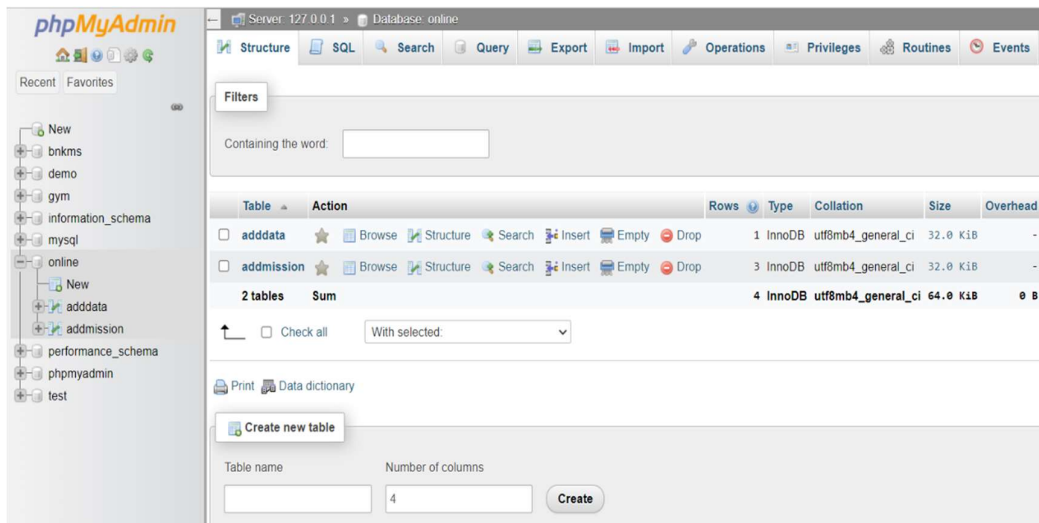 phpMyAdmin
Recent Favorites
New
bnkms
demo
gym
information_schema
mysql
online
New
adddata
addmission
performance_schema
phpmyadmin
test
Server: 127.0.0.1 » Database: online
Structure SQL Search Query Export Import Operations Privileges Routines Events
Filters
Containing the word:
Table Action Rows Type Collation Size Overhead
adddata Browse Structure Search Insert Empty Drop 1 InnoDB utf8mb4_general_ci 32.0 KiB -
addmission Browse Structure Search Insert Empty Drop 3 InnoDB utf8mb4_general_ci 32.0 KiB -
2 tables Sum 4 InnoDB utf8mb4_general_ci 64.0 KiB 0 B
Check all With selected:
Print Data dictionary
Create new table
Table name Number of columns
4 Create